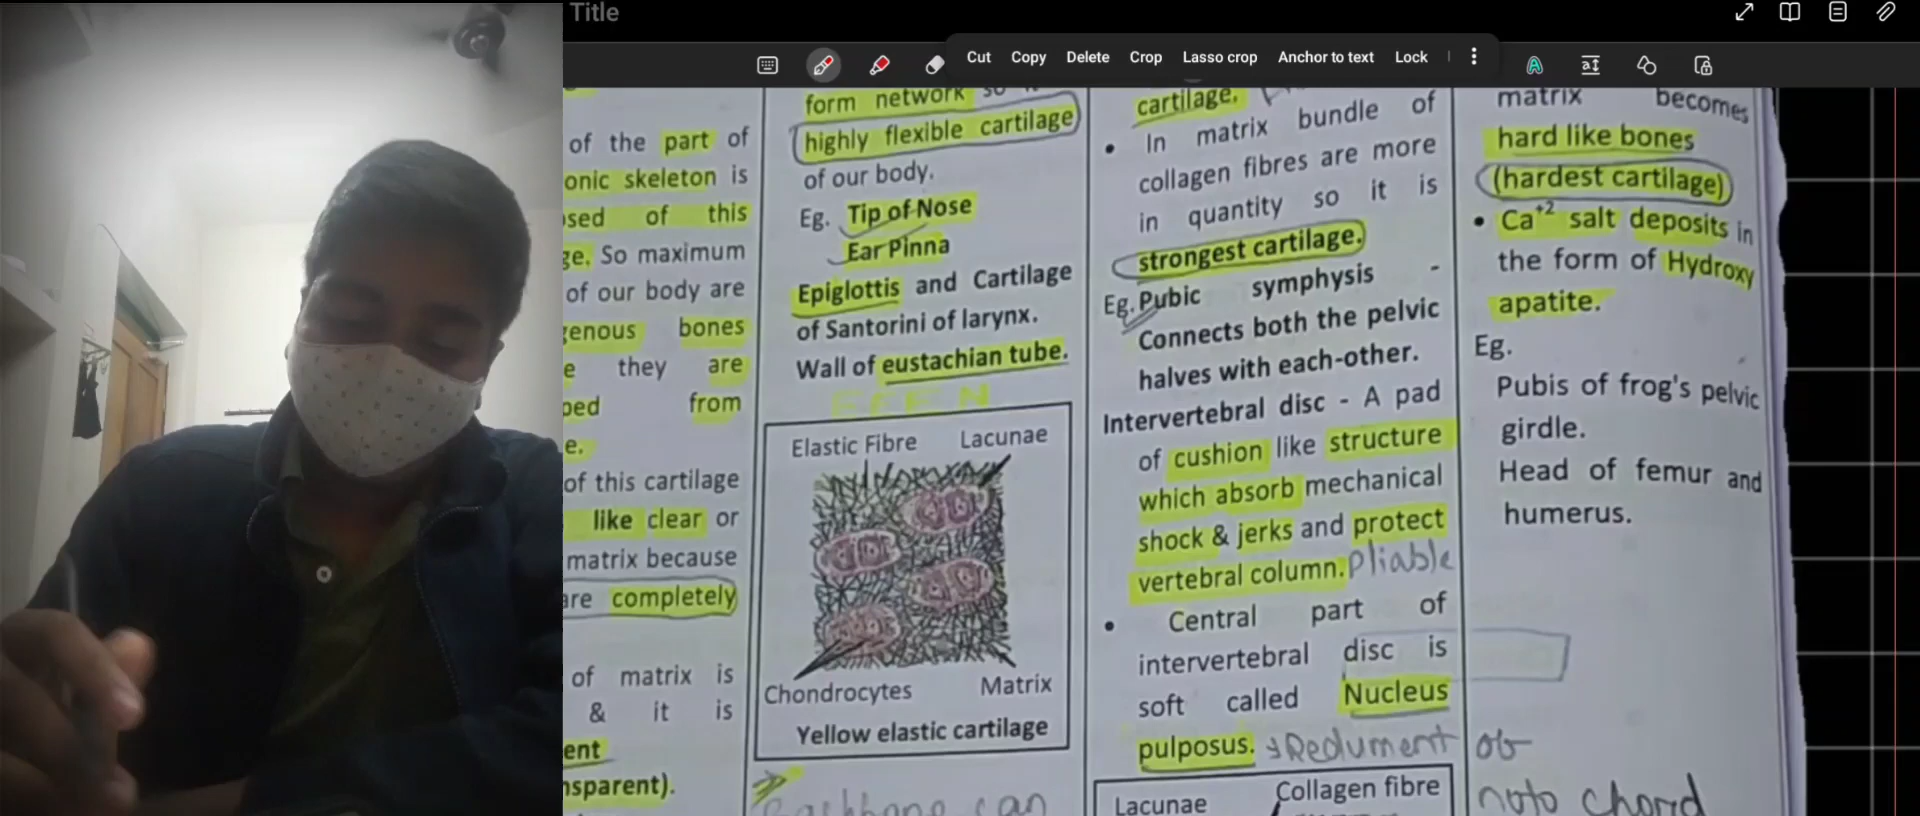 Title
Cut Copy Delete Crop Lasso crop Anchor to text Lock
of the part of
onic skeleton is
sed of this
ge. So maximum
of our body are
genous bones
e they are
ped from
e.
of this cartilage
like clear or
matrix because
are completely
of matrix is
& it is
ent
nsparent).
form network so
highly flexible cartilage
of our body.
Eg. Tip of Nose
Ear Pinna
Epiglottis and Cartilage
of Santorini of larynx.
Wall of eustachian tube.
E E E N
Elastic Fibre Lacunae
Chondrocytes Matrix
Yellow elastic cartilage
Backbone can
cartilage.
• In matrix bundle of
collagen fibres are more
in quantity so it is
strongest cartilage.
Eg. Pubic symphysis -
Connects both the pelvic
halves with each-other.
Intervertebral disc - A pad
of cushion like structure
which absorb mechanical
shock & jerks and protect
vertebral column. Pliable
• Central part of
intervertebral disc is
soft called Nucleus
pulposus. Redument ob
noto chord
Lacunae Collagen fibre
matrix becomes
hard like bones
(hardest cartilage)
• Ca+2 salt deposits in
the form of Hydroxy
apatite.
Eg.
Pubis of frog's pelvic
girdle.
Head of femur and
humerus.